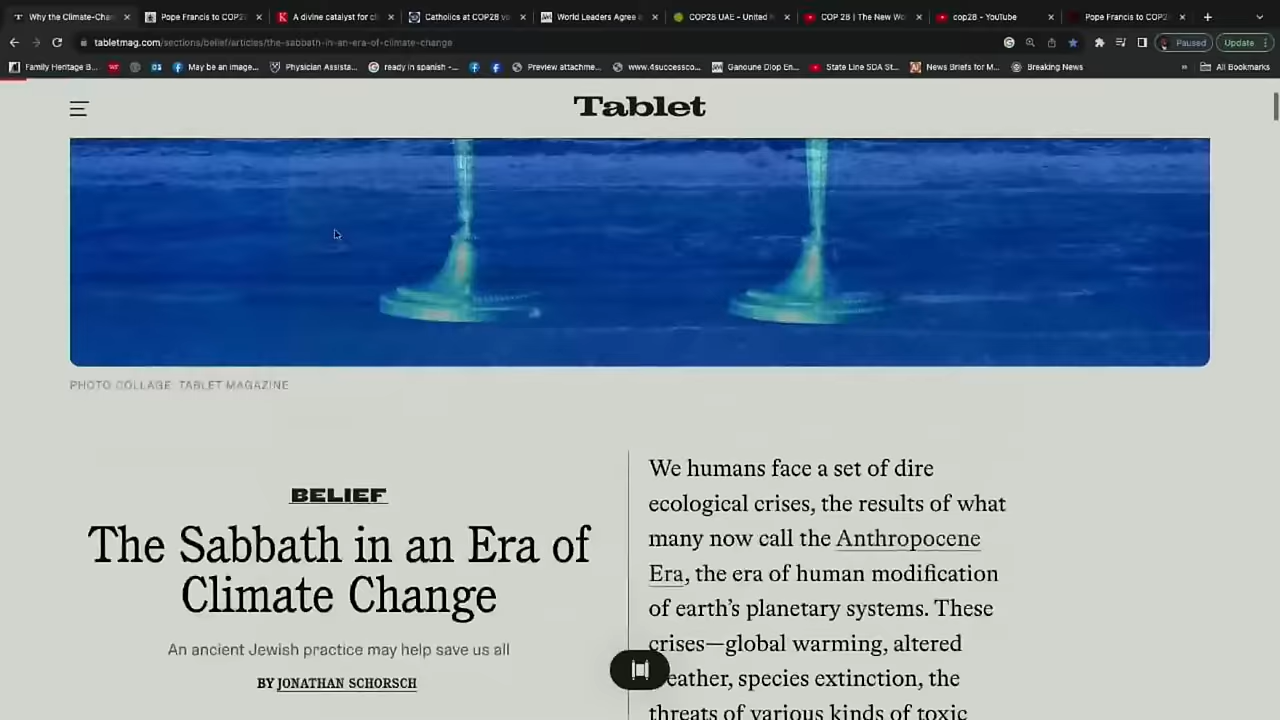 Why the Climate-Chan
Pope Francis to COP2
A divine catalyst for cl
Catholics at COP28 vo
World Leaders Agree
COP28 UAE - United N
COP 28 | The New Wo
cop28 - YouTube
Pope Francis to COP2
tabletmag.com/sections/belief/articles/the-sabbath-in-an-era-of-climate-change
Paused
Update
Family Heritage B...
May be an image...
Physician Assista...
ready in spanish -...
Preview attachme...
www.4successco...
Ganoune Diop En...
State Line SDA St...
News Briefs for M...
Breaking News
»
All Bookmarks
Tablet
PHOTO COLLAGE: TABLET MAGAZINE
BELIEF
The Sabbath in an Era of
Climate Change
An ancient Jewish practice may help save us all
BY JONATHAN SCHORSCH
We humans face a set of dire
ecological crises, the results of what
many now call the Anthropocene
Era, the era of human modification
of earth's planetary systems. These
crises—global warming, altered
weather, species extinction, the
threats of various kinds of toxic